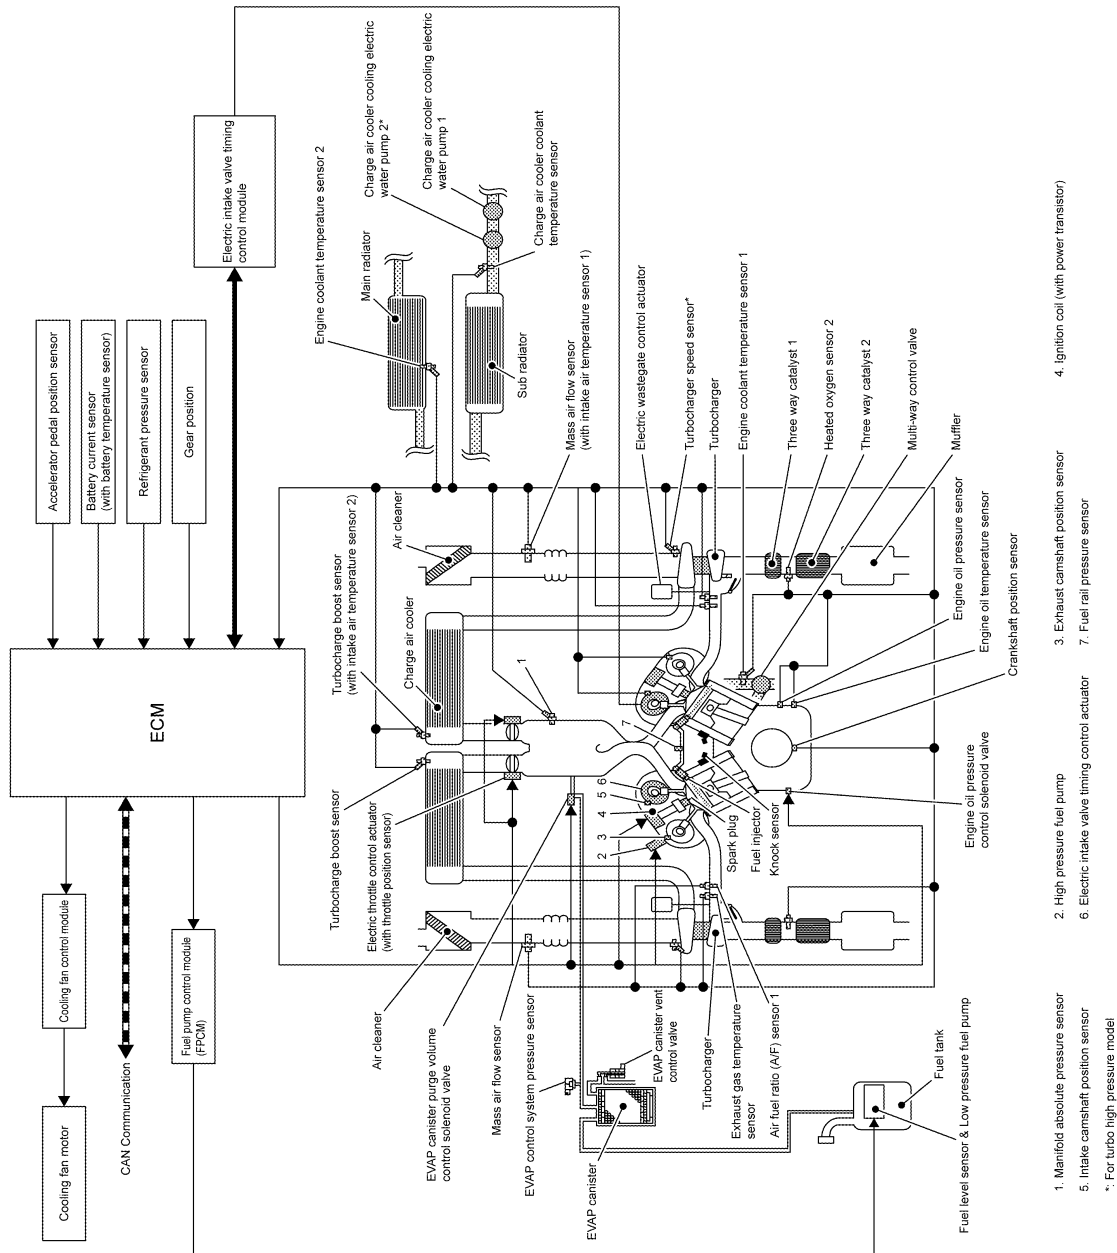 Accelerator pedal position sensor
Battery current sensor
(with battery temperature sensor)
Refrigerant pressure sensor
Gear position
Electric intake valve timing
control module
ECM
Cooling fan control module
Cooling fan motor
CAN Communication
Fuel pump control module
(FPCM)
Engine coolant temperature sensor 2
Main radiator
Charge air cooler cooling electric
water pump 2*
Charge air cooler cooling electric
water pump 1
Charge air cooler coolant
temperature sensor
Sub radiator
Turbocharge boost sensor
(with intake air temperature sensor 2)
Air cleaner
Charge air cooler
Mass air flow sensor
(with intake air temperature sensor 1)
Electric wastegate control actuator
Turbocharger speed sensor*
Turbocharger
Engine coolant temperature sensor 1
Three way catalyst 1
Heated oxygen sensor 2
Three way catalyst 2
Multi-way control valve
Muffler
Engine oil pressure sensor
Engine oil temperature sensor
Crankshaft position sensor
Engine oil pressure
control solenoid valve
1
7
6
5
4
3
2
Spark plug
Fuel injector
Knock sensor
Turbocharge boost sensor
Electric throttle control actuator
(with throttle position sensor)
Air cleaner
EVAP canister purge volume
control solenoid valve
Mass air flow sensor
EVAP control system pressure sensor
EVAP canister
EVAP canister vent
control valve
Turbocharger
Exhaust gas temperature
sensor
Air fuel ratio (A/F) sensor 1
Fuel tank
Fuel level sensor & Low pressure fuel pump
1. Manifold absolute pressure sensor
2. High pressure fuel pump
3. Exhaust camshaft position sensor
4. Ignition coil (with power transistor)
5. Intake camshaft position sensor
6. Electric intake valve timing control actuator
7. Fuel rail pressure sensor
*: For turbo high pressure model